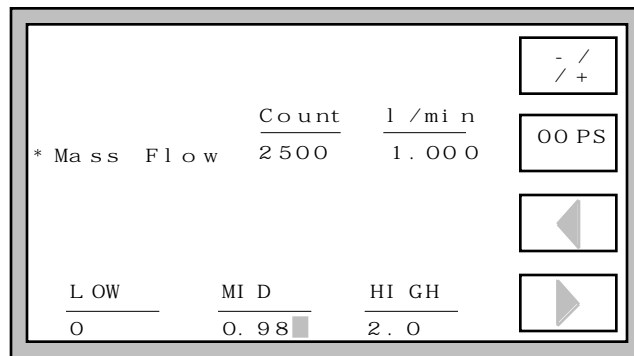 - /
/ +
Count l/min
* Mass Flow 2500 1.000
OOPS
LOW MID HIGH
0 0.98 2.0